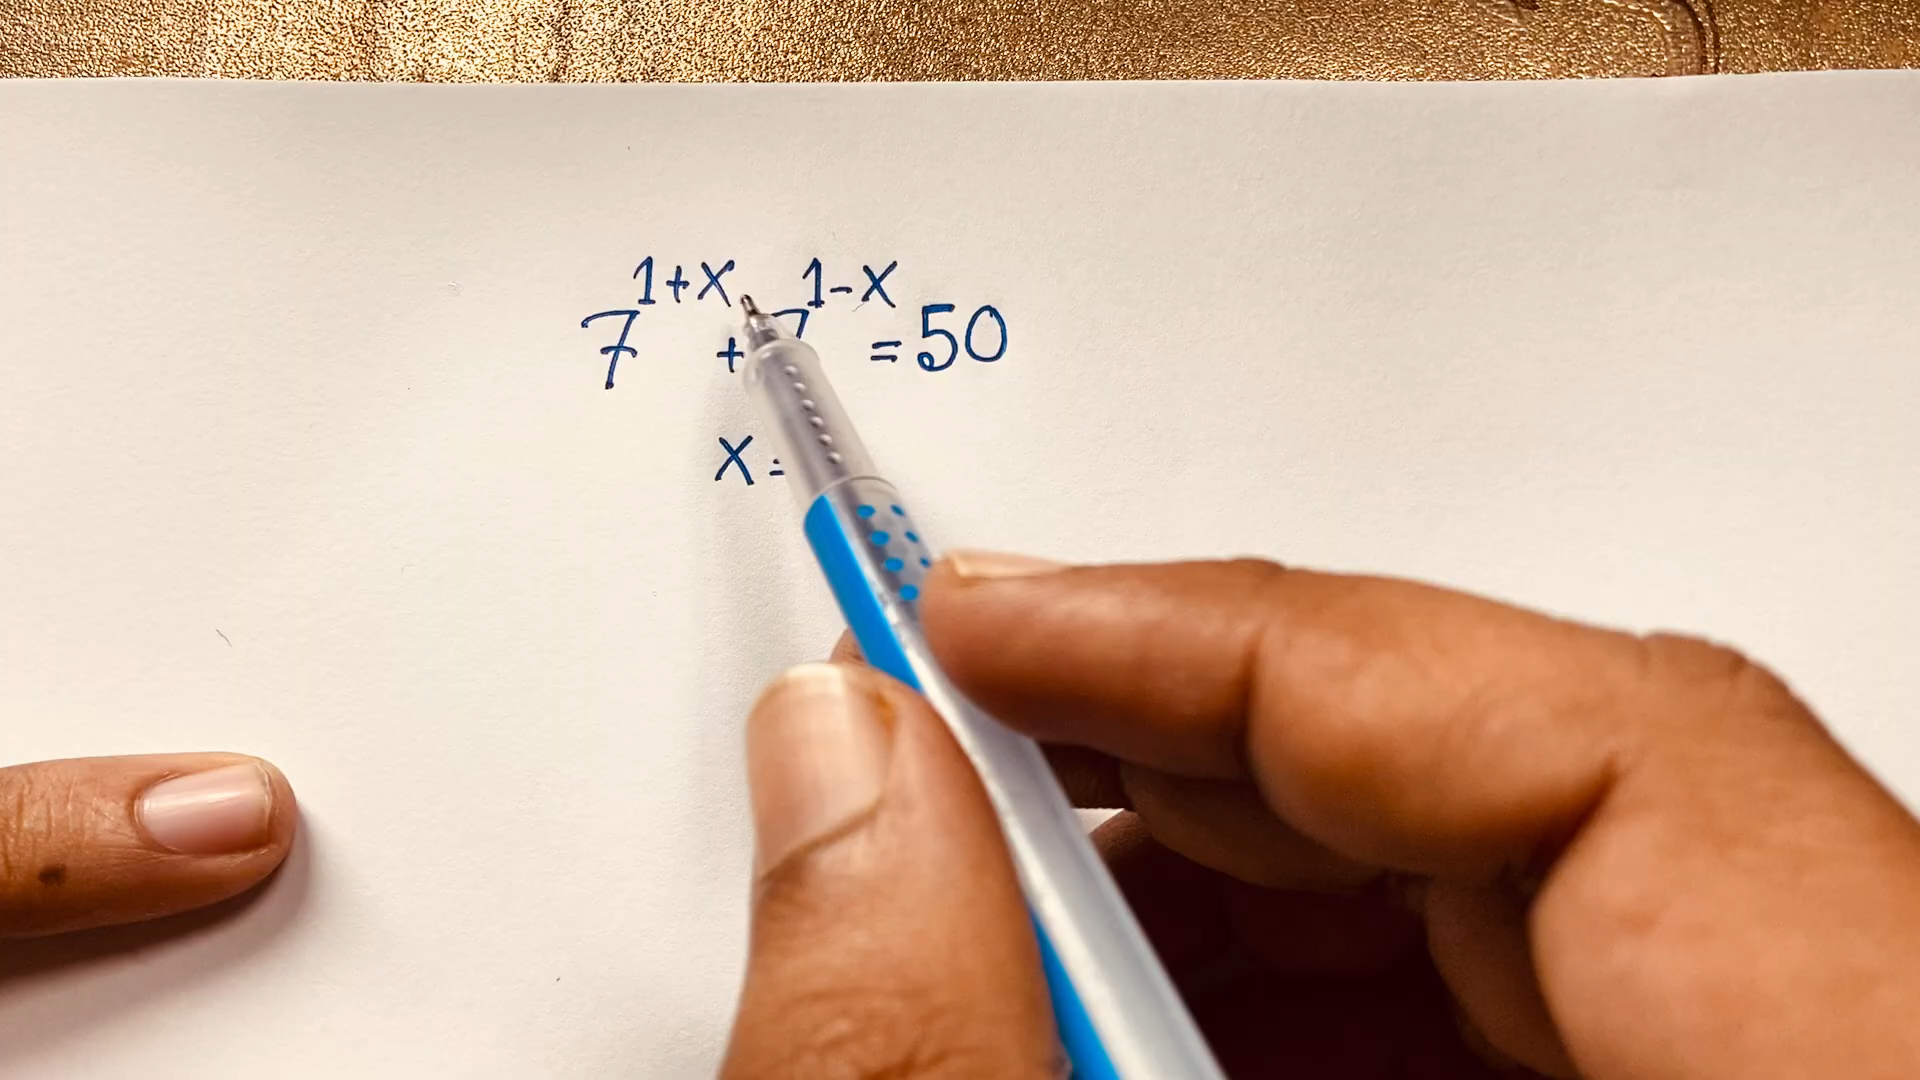 7^{1+x} + 7^{1-x} = 50
x =